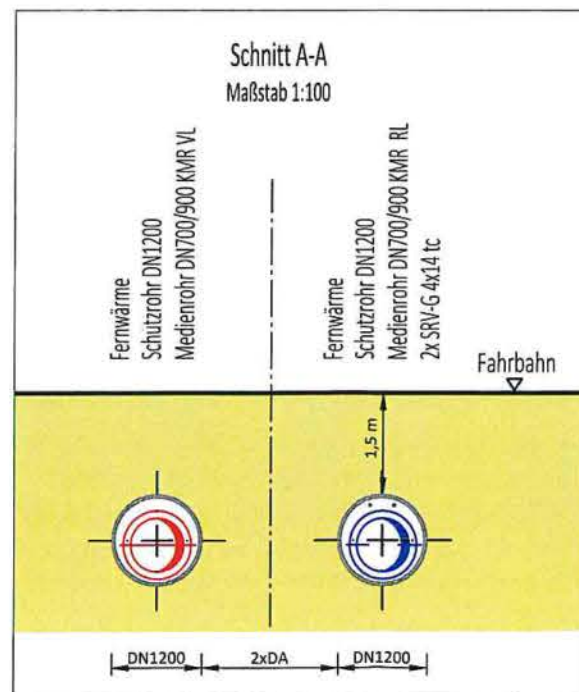 Schnitt A-A
Maßstab 1:100
Fernwärme
Schutzrohr DN1200
Medienrohr DN700/900 KMR VL
Fernwärme
Schutzrohr DN1200
Medienrohr DN700/900 KMR RL
2x SRV-G 4x14 tc
Fahrbahn
1,5 m
DN1200
2xDA
DN1200